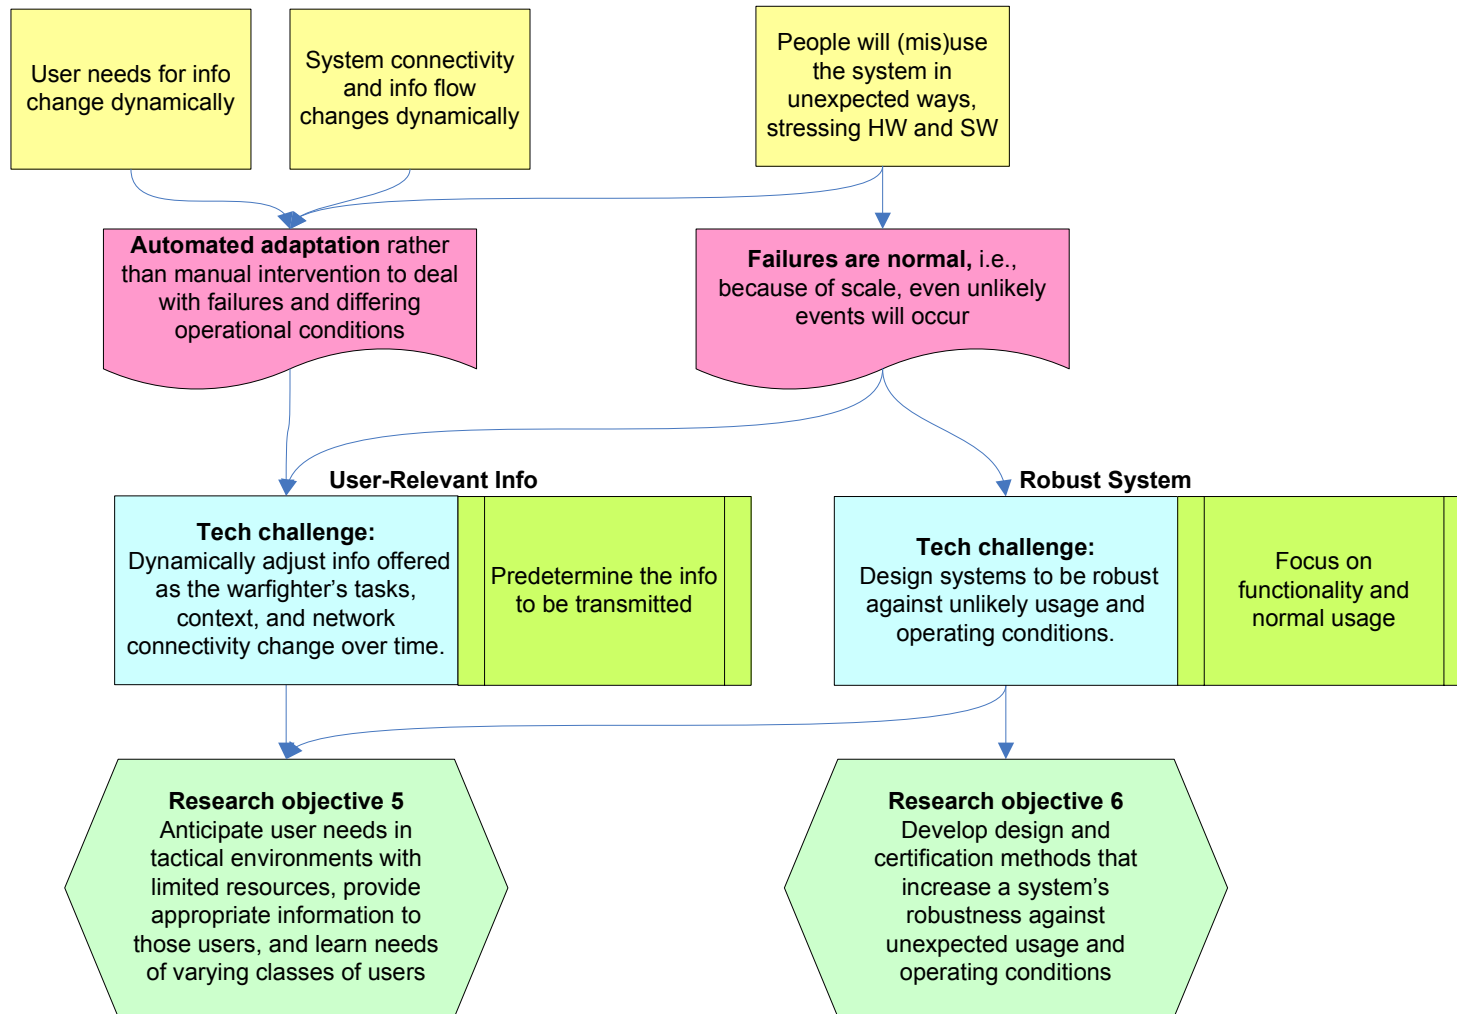 User needs for info
change dynamically
System connectivity
and info flow
changes dynamically
People will (mis)use
the system in
unexpected ways,
stressing HW and SW
Automated adaptation rather
than manual intervention to deal
with failures and differing
operational conditions
Failures are normal, i.e.,
because of scale, even unlikely
events will occur
User-Relevant Info
Tech challenge:
Dynamically adjust info offered
as the warfighter's tasks,
context, and network
connectivity change over time.
Predetermine the info
to be transmitted
Robust System
Tech challenge:
Design systems to be robust
against unlikely usage and
operating conditions.
Focus on
functionality and
normal usage
Research objective 5
Anticipate user needs in
tactical environments with
limited resources, provide
appropriate information to
those users, and learn needs
of varying classes of users
Research objective 6
Develop design and
certification methods that
increase a system's
robustness against
unexpected usage and
operating conditions